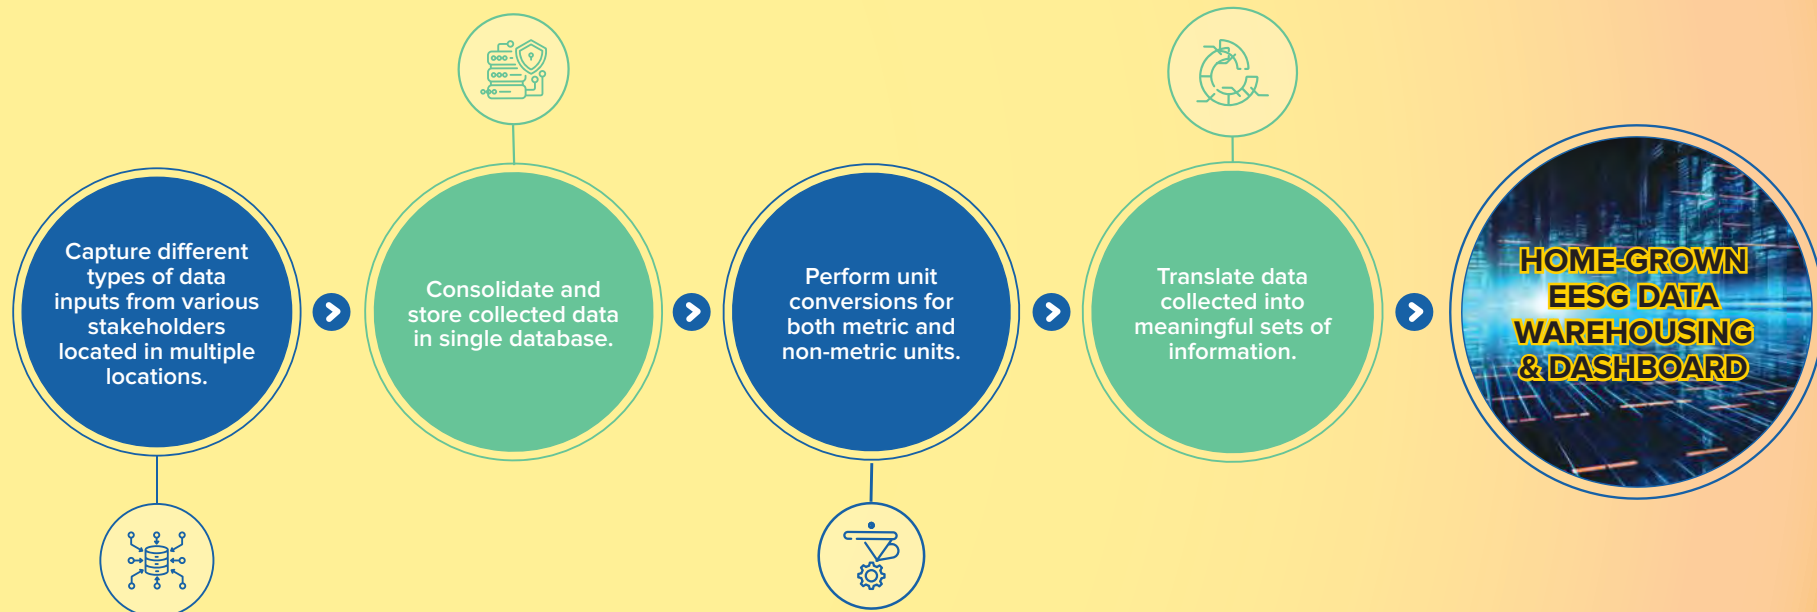 Capture different
types of data
inputs from various
stakeholders
located in multiple
locations.
Consolidate and
store collected data
in single database.
Perform unit
conversions for
both metric and
non-metric units.
Translate data
collected into
meaningful sets of
information.
HOME-GROWN
EESG DATA
WAREHOUSING
& DASHBOARD